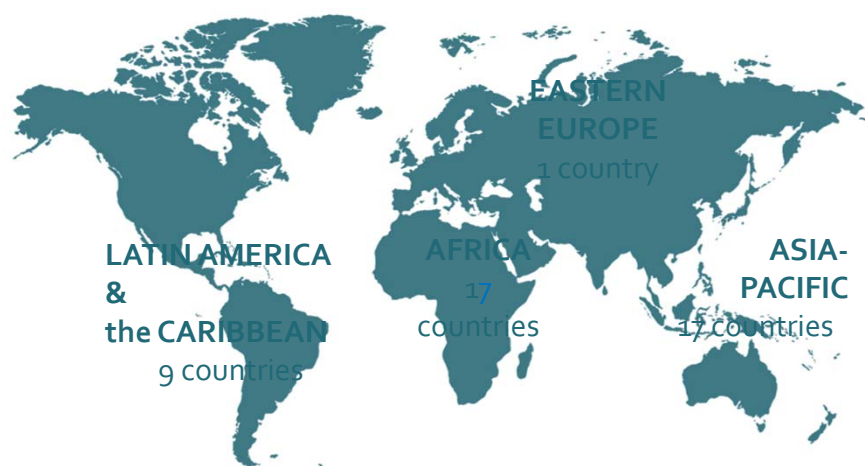 EASTERN
EUROPE
1 country
LATIN AMERICA
&
the CARIBBEAN
9 countries
AFRICA
17
countries
ASIA-
PACIFIC
17 countries